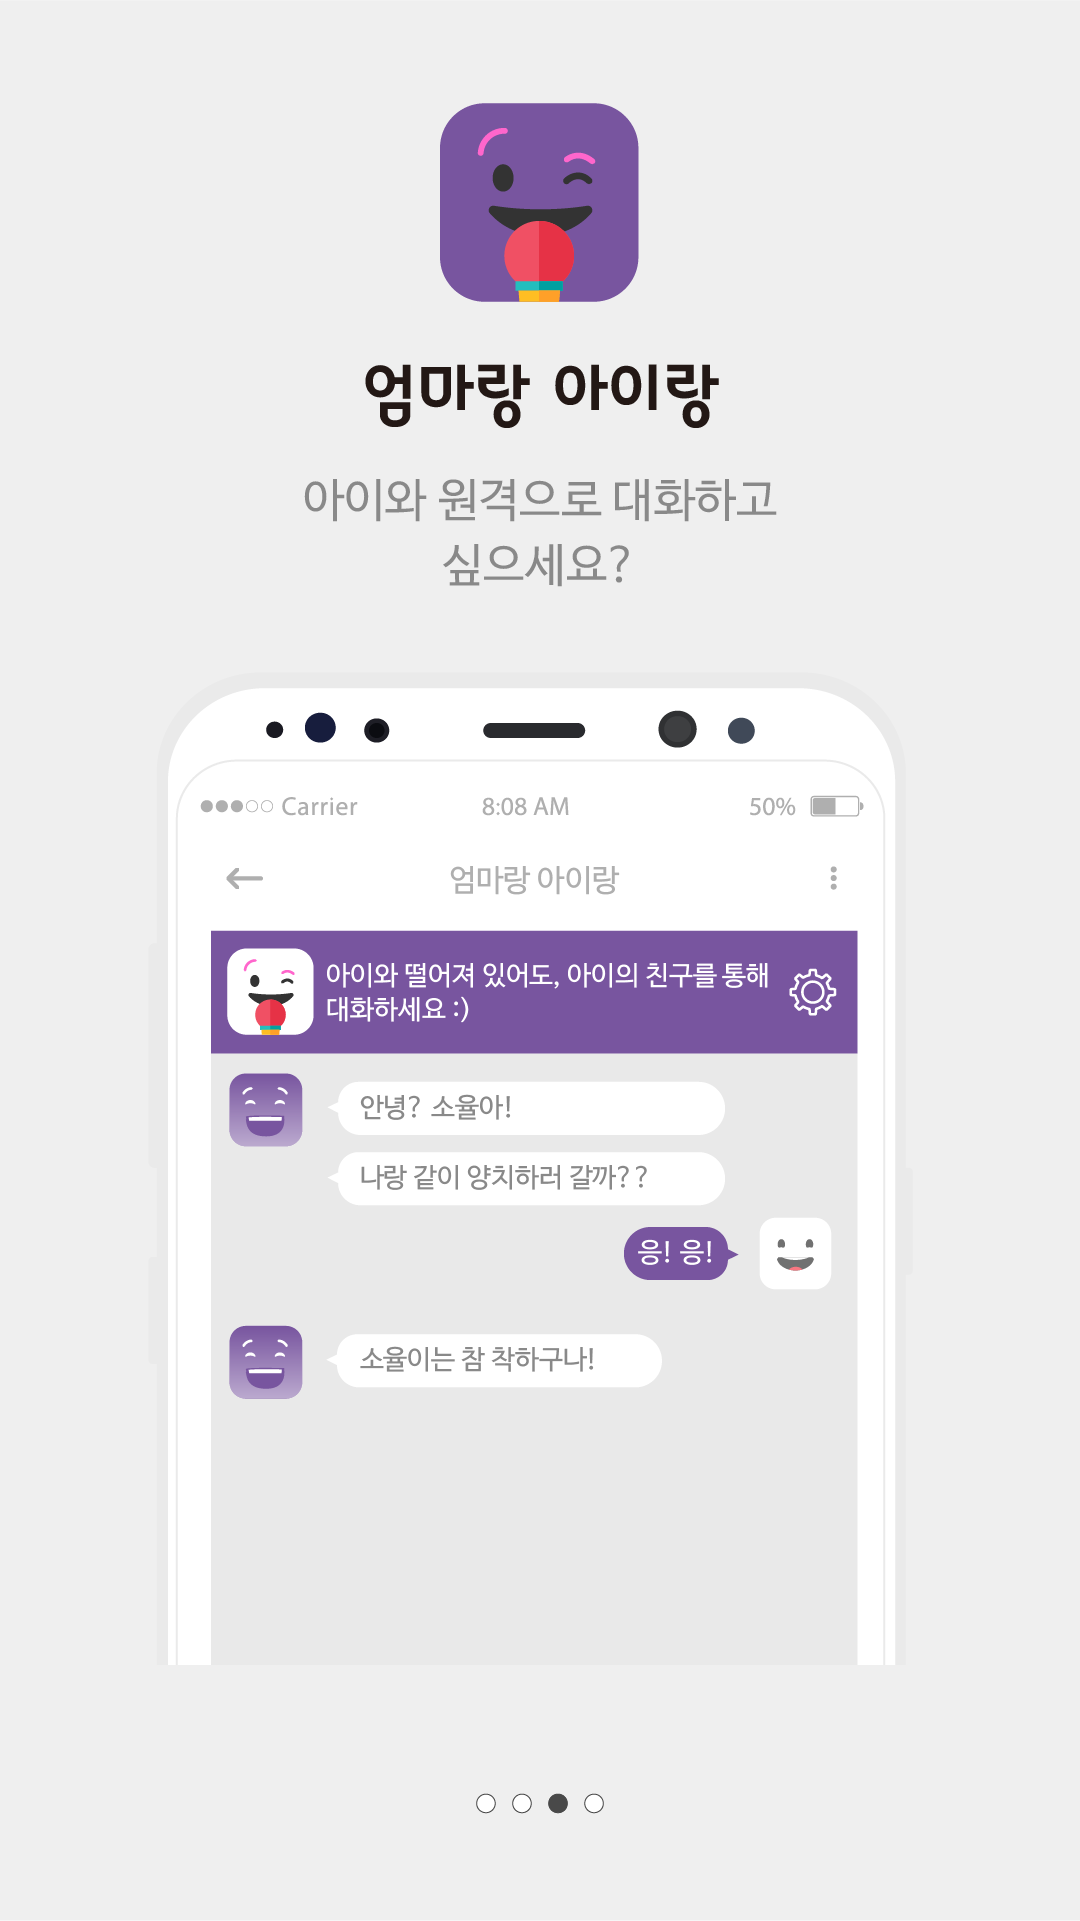 엄마랑 아이랑
아이와 원격으로 대화하고
싶으세요?
Carrier 8:08 AM 50%
엄마랑 아이랑
아이와 떨어져 있어도, 아이의 친구를 통해
대화하세요 :)
안녕? 소율아!
나랑 같이 양치하러 갈까??
응! 응!
소율이는 참 착하구나!